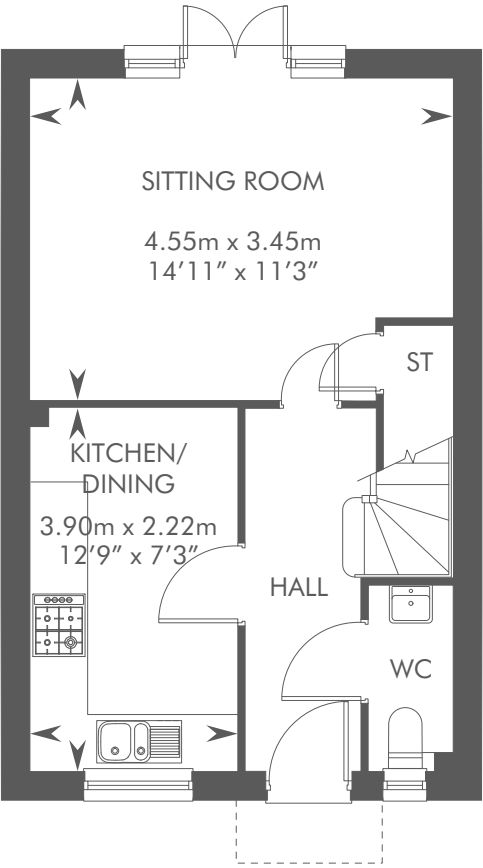 SITTING ROOM
4.55m x 3.45m
14’11” x 11’3”
ST
KITCHEN/
DINING
3.90m x 2.22m
12’9” x 7’3”
HALL
WC